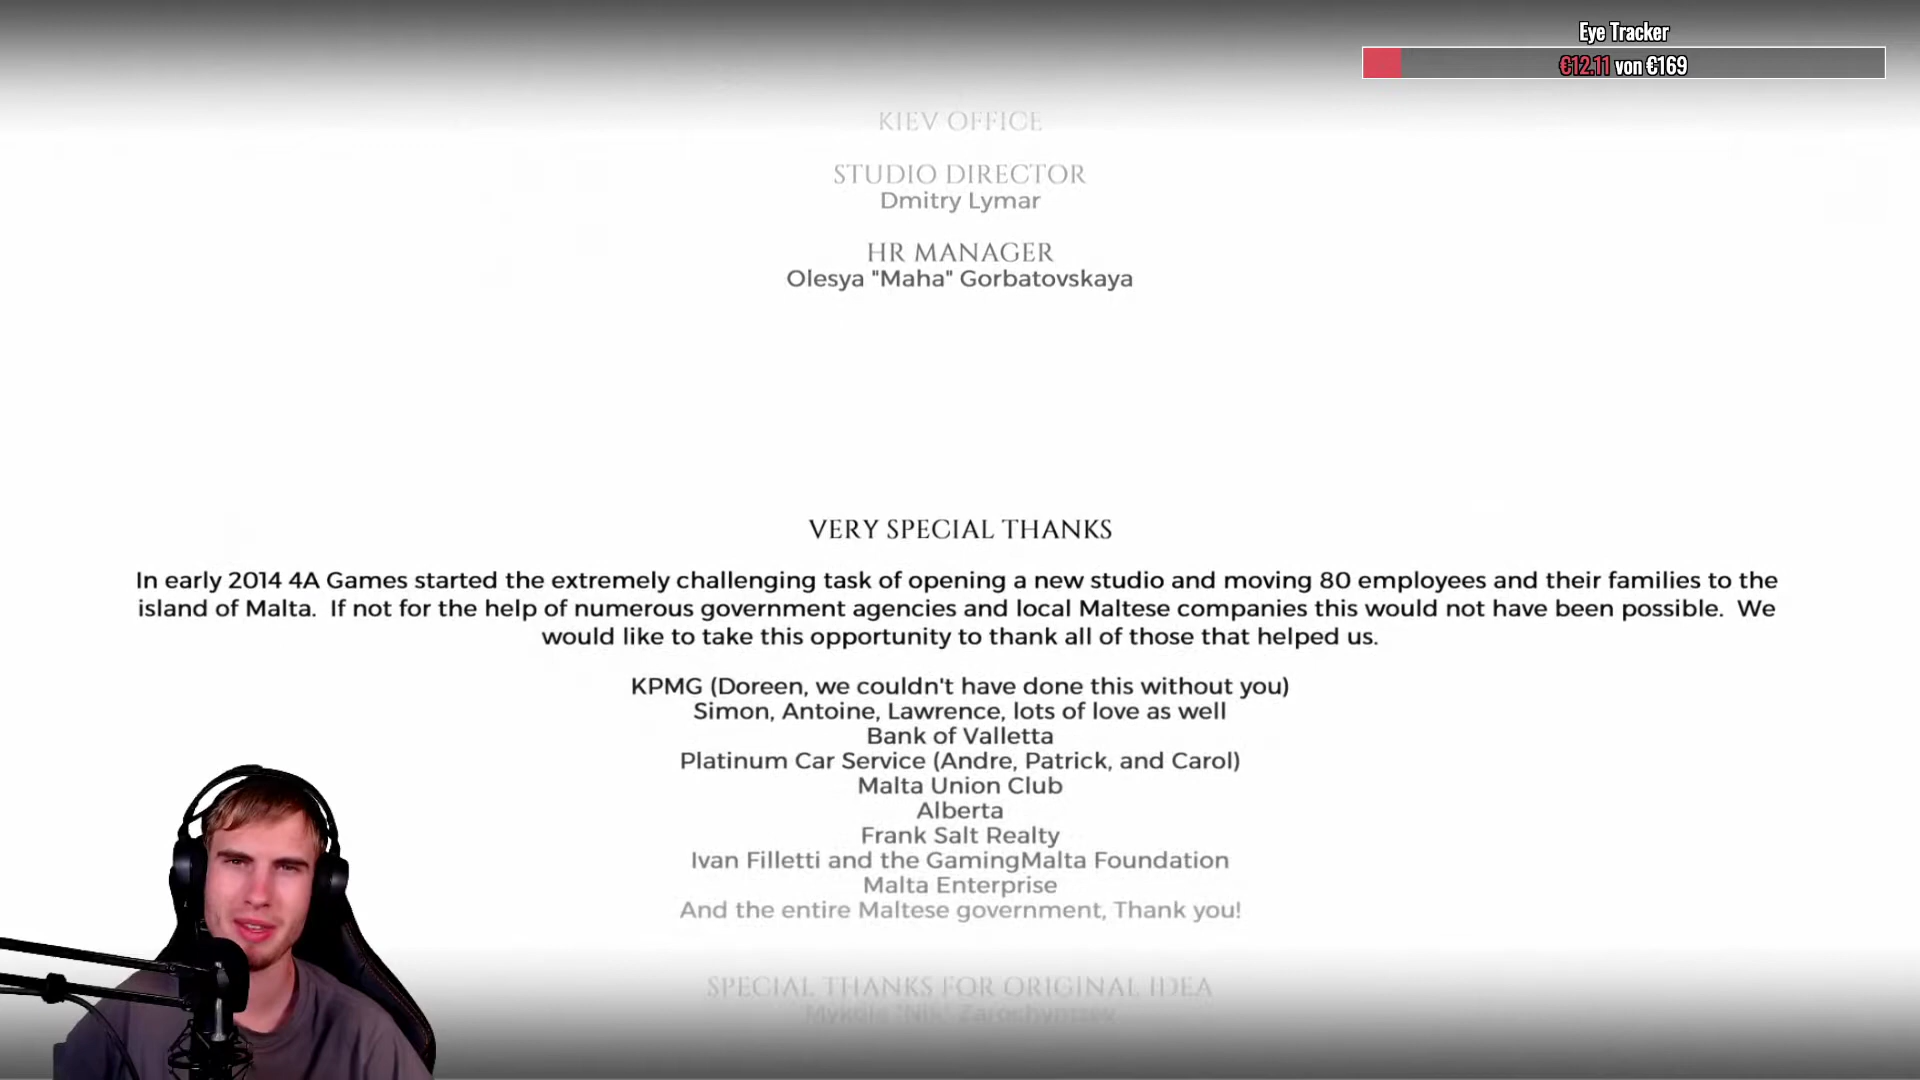 Eye Tracker
€12.11 von €169
KIEV OFFICE
STUDIO DIRECTOR
Dmitry Lymar
HR MANAGER
Olesya "Maha" Gorbatovskaya
VERY SPECIAL THANKS
In early 2014 4A Games started the extremely challenging task of opening a new studio and moving 80 employees and their families to the
island of Malta. If not for the help of numerous government agencies and local Maltese companies this would not have been possible. We
would like to take this opportunity to thank all of those that helped us.
KPMG (Doreen, we couldn't have done this without you)
Simon, Antoine, Lawrence, lots of love as well
Bank of Valletta
Platinum Car Service (Andre, Patrick, and Carol)
Malta Union Club
Alberta
Frank Salt Realty
Ivan Filletti and the GamingMalta Foundation
Malta Enterprise
And the entire Maltese government, Thank you!
SPECIAL THANKS FOR ORIGINAL IDEA
"Nik"